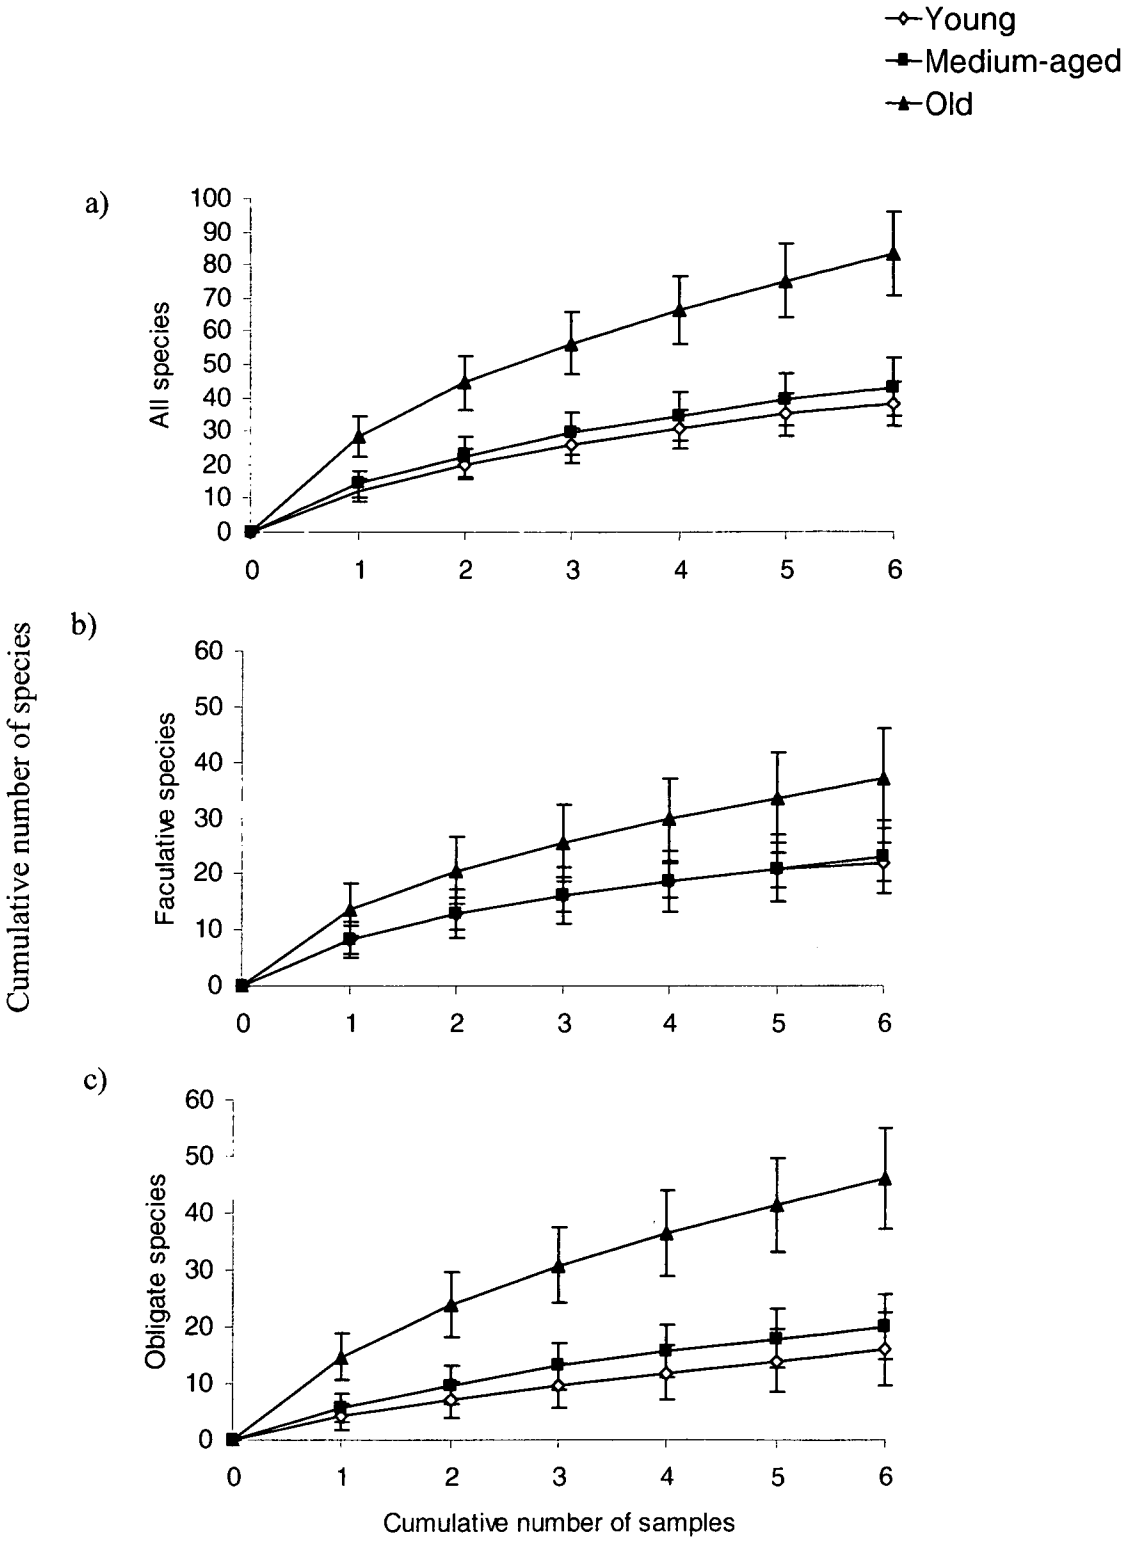 Young
Medium-aged
Old
a)
All species
100
90
80
70
60
50
40
30
20
10
0
0 1 2 3 4 5 6
Cumulative number of species
b)
Faculative species
60
50
40
30
20
10
0
0 1 2 3 4 5 6
c)
Obligate species
60
50
40
30
20
10
0
0 1 2 3 4 5 6
Cumulative number of samples